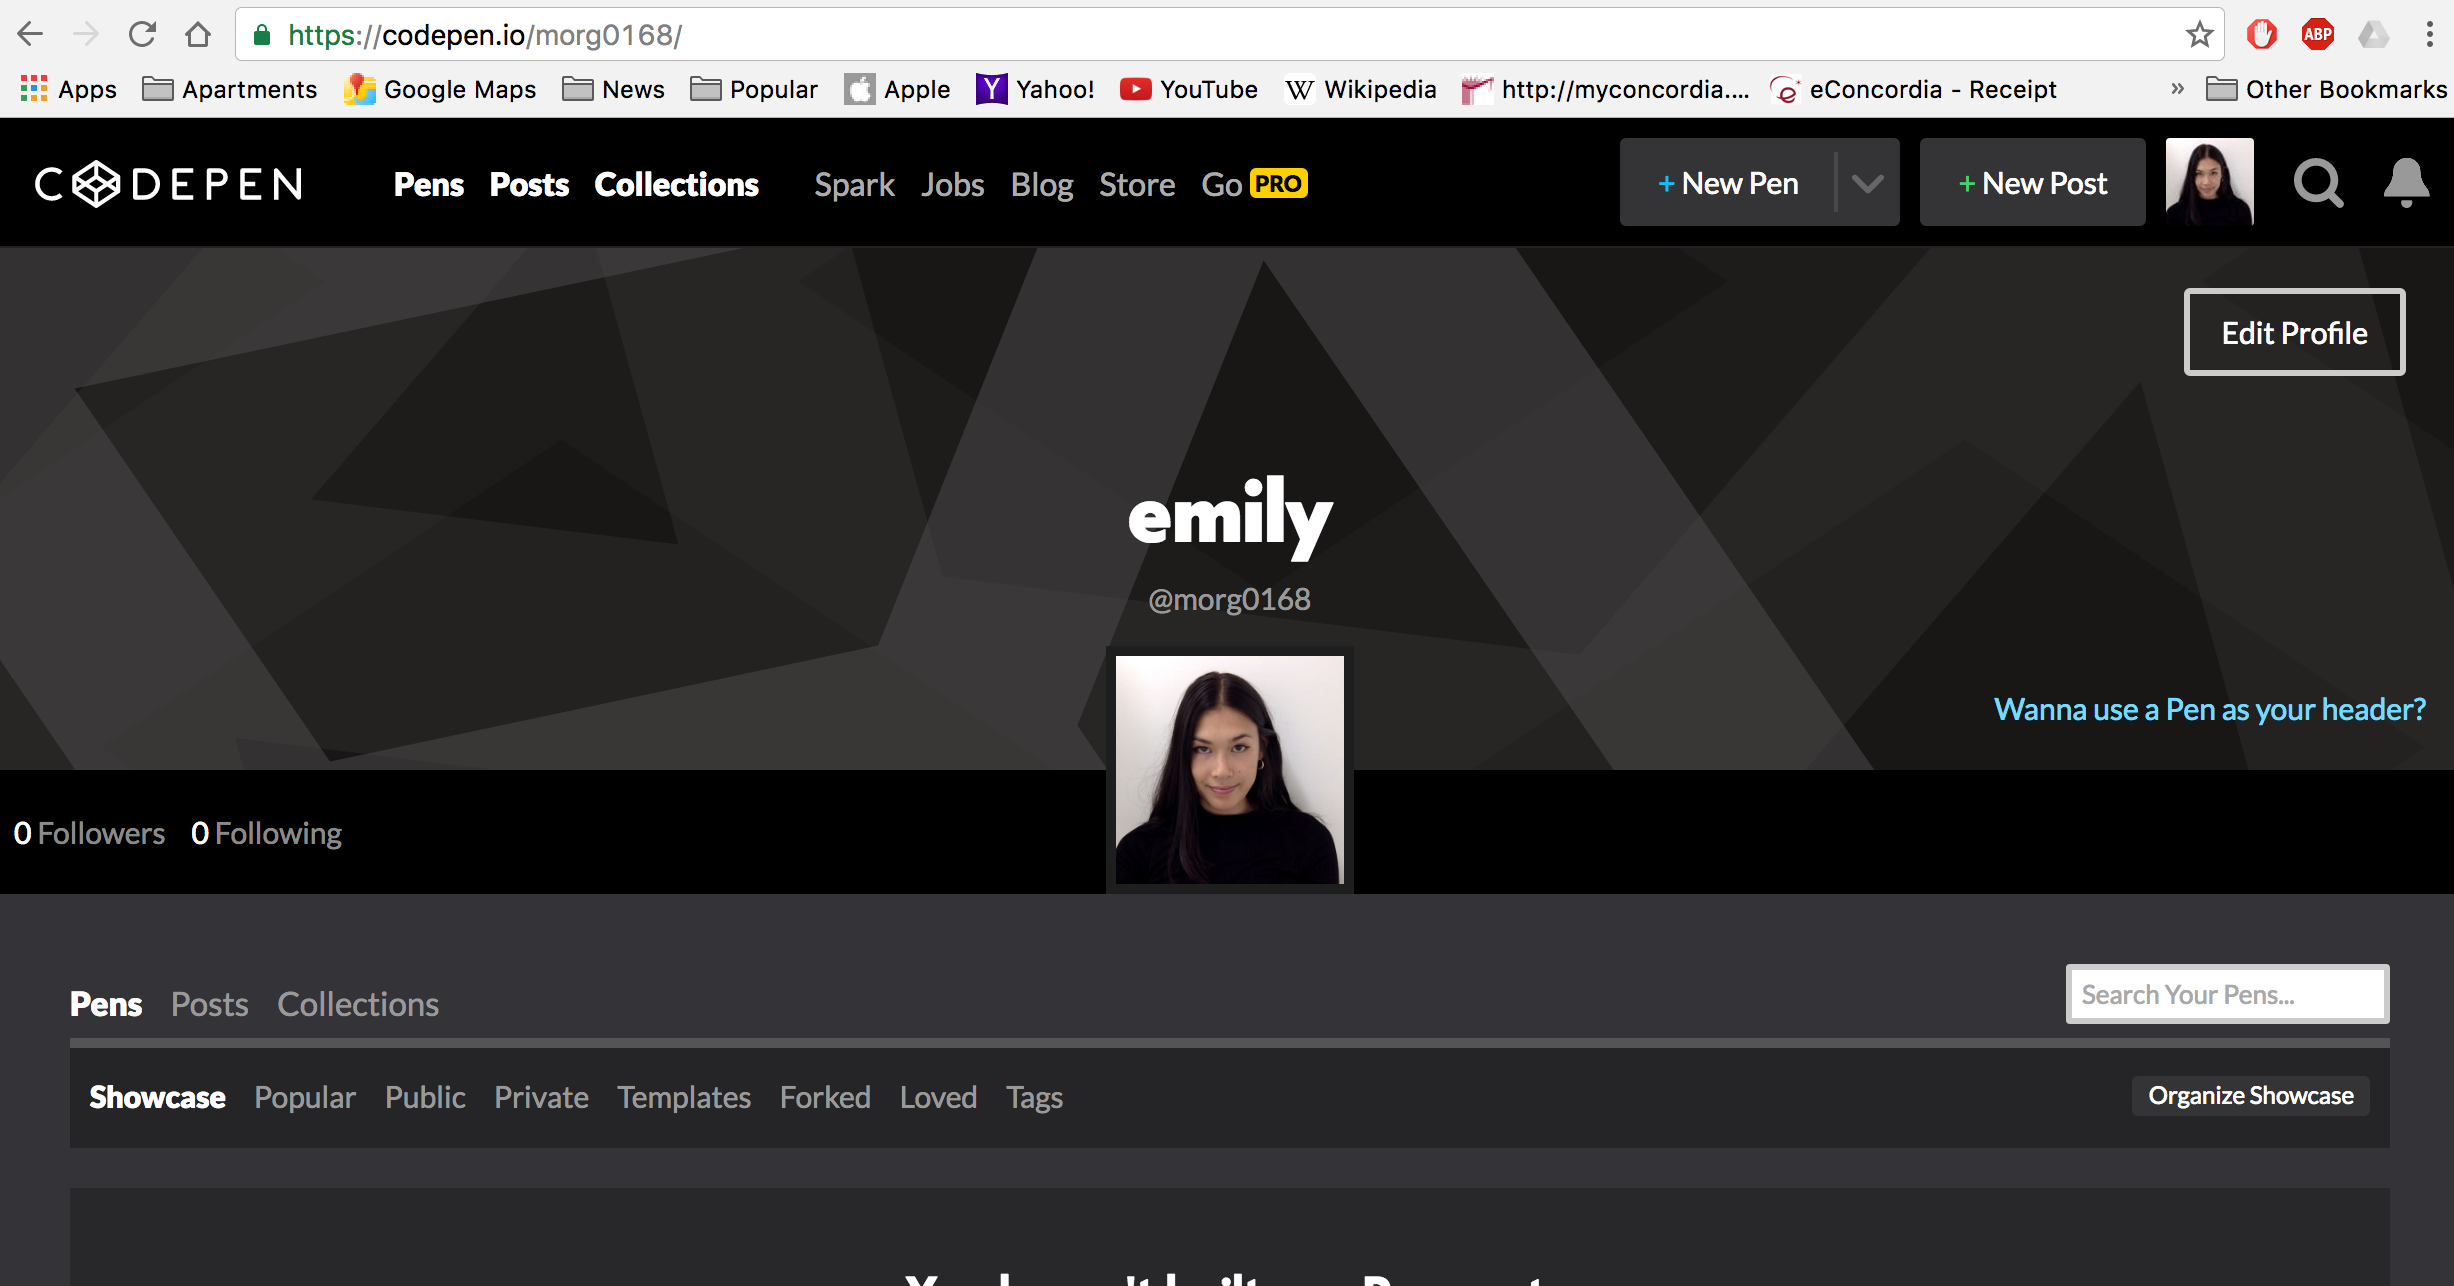 https://codepen.io/morg0168/
ABP
Apps Apartments Google Maps News Popular Apple Yahoo! YouTube Wikipedia http://myconcordia.... eConcordia - Receipt » Other Bookmarks
CODEPEN Pens Posts Collections Spark Jobs Blog Store Go PRO + New Pen + New Post
Edit Profile
emily
@morg0168
Wanna use a Pen as your header?
0 Followers 0 Following
Pens Posts Collections Search Your Pens...
Showcase Popular Public Private Templates Forked Loved Tags Organize Showcase